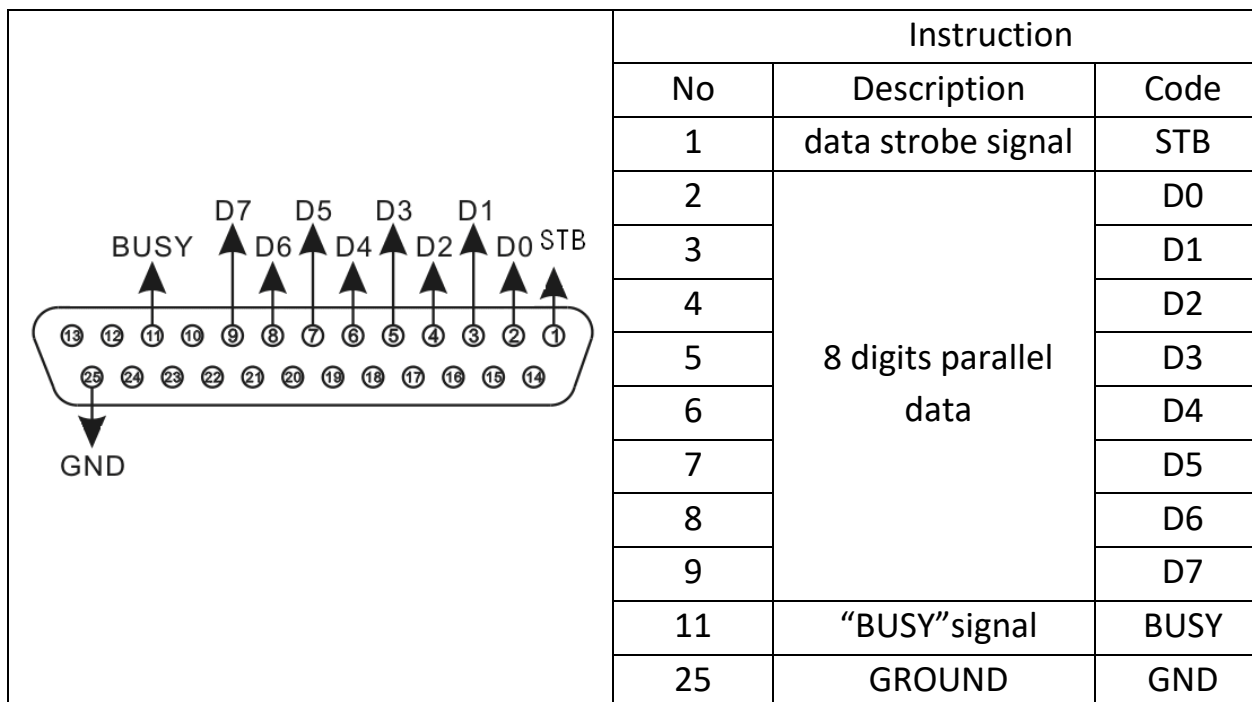 D7 D5 D3 D1
BUSY D6 D4 D2 D0 STB
13 12 11 10 9 8 7 6 5 4 3 2 1
25 24 23 22 21 20 19 18 17 16 15 14
GND
Instruction
No Description Code
1 data strobe signal STB
2 D0
3 D1
4 D2
5 8 digits parallel D3
6 data D4
7 D5
8 D6
9 D7
11 “BUSY”signal BUSY
25 GROUND GND